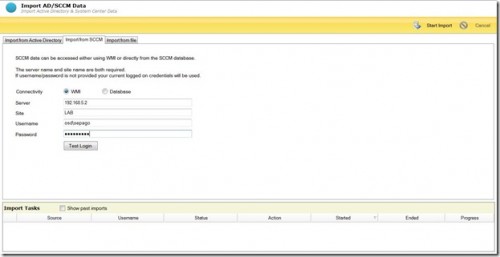 Import AD/SCCM Data
Import Active Directory & System Center Data
Start Import
Cancel
Import from Active Directory
Import from SCCM
Import from file
SCCM data can be accessed either using WMI or directly from the SCCM database.
The server name and site name are both required.
If username/password is not provided your current logged on credentials will be used.
Connectivity WMI Database
Server 192.168.0.2
Site LAB
Username
Password
Test Login
Import Tasks Show past imports
Source Username Status Action Started Ended Progress